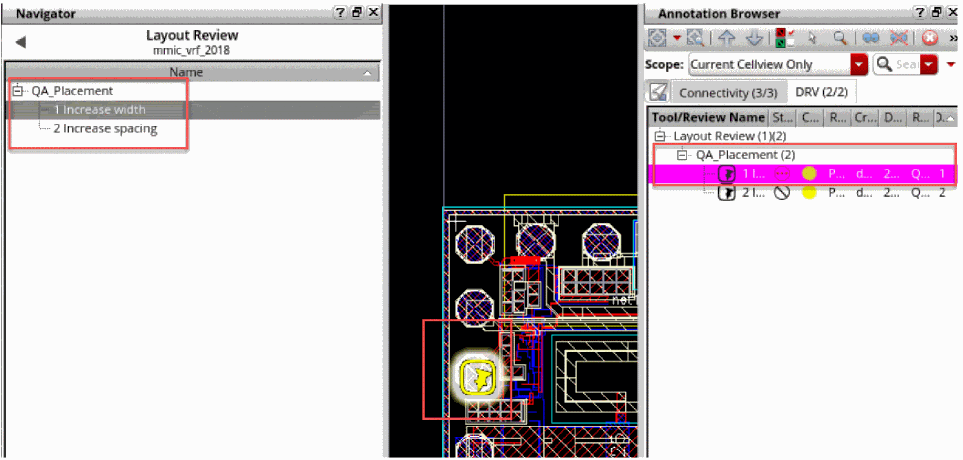 Navigator
Layout Review
mmic_vrf_2018
Name
QA_Placement
1 Increase width
2 Increase spacing
net
Annotation Browser
»
Scope: Current Cellview Only
Sea
Connectivity (3/3) DRV (2/2)
Tool/Review Name St... C... R... Cr... D... R... D...
Layout Review (1)(2)
QA_Placement (2)
1 I... P... d... 2... Q... 1
2 I... P... d... 2... Q... 2